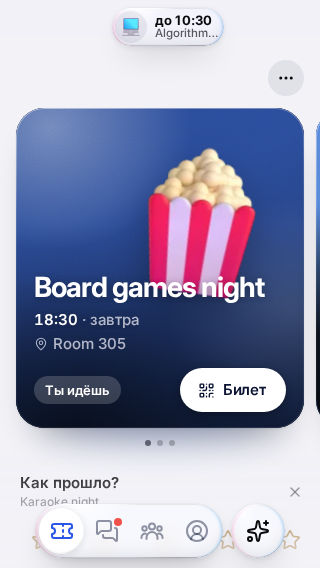 до 10:30
Algorithm...
Board games night
18:30 · завтра
Room 305
Ты идёшь
Билет
Как прошло?
Karaoke night